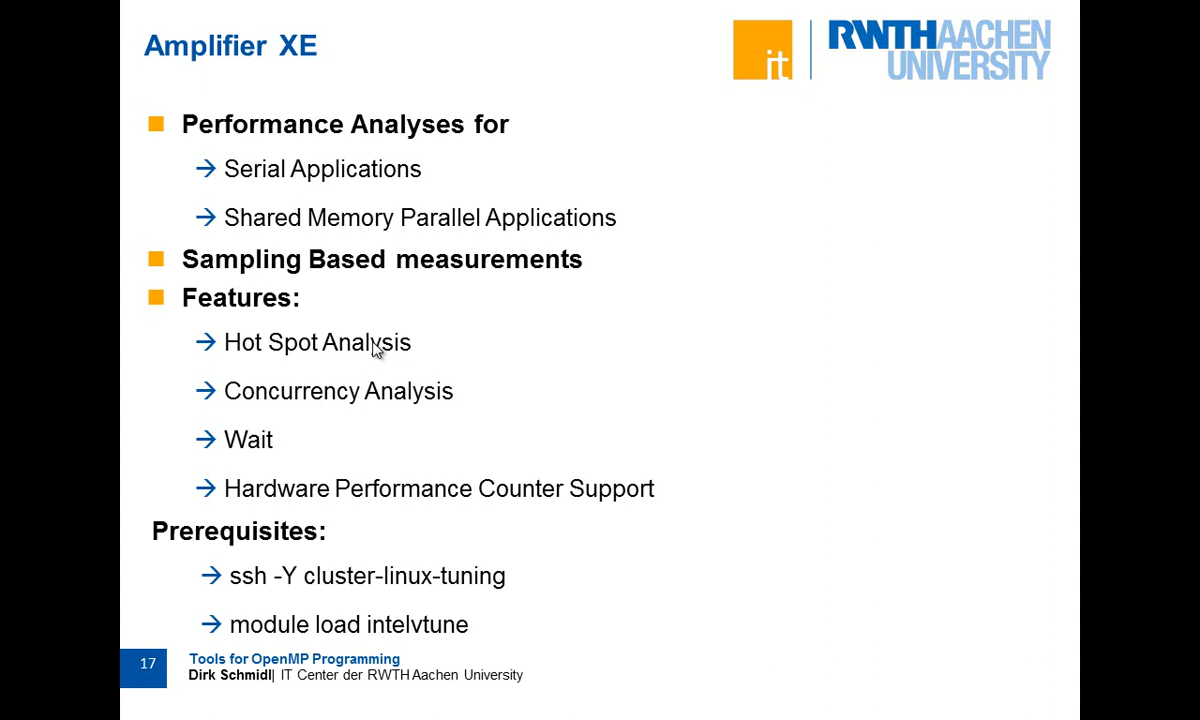 Amplifier XE
it
RWTH AACHEN
UNIVERSITY
Performance Analyses for
Serial Applications
Shared Memory Parallel Applications
Sampling Based measurements
Features:
Hot Spot Analysis
Concurrency Analysis
Wait
Hardware Performance Counter Support
Prerequisites:
ssh -Y cluster-linux-tuning
module load intelvtune
17
Tools for OpenMP Programming
Dirk Schmidl| IT Center der RWTH Aachen University